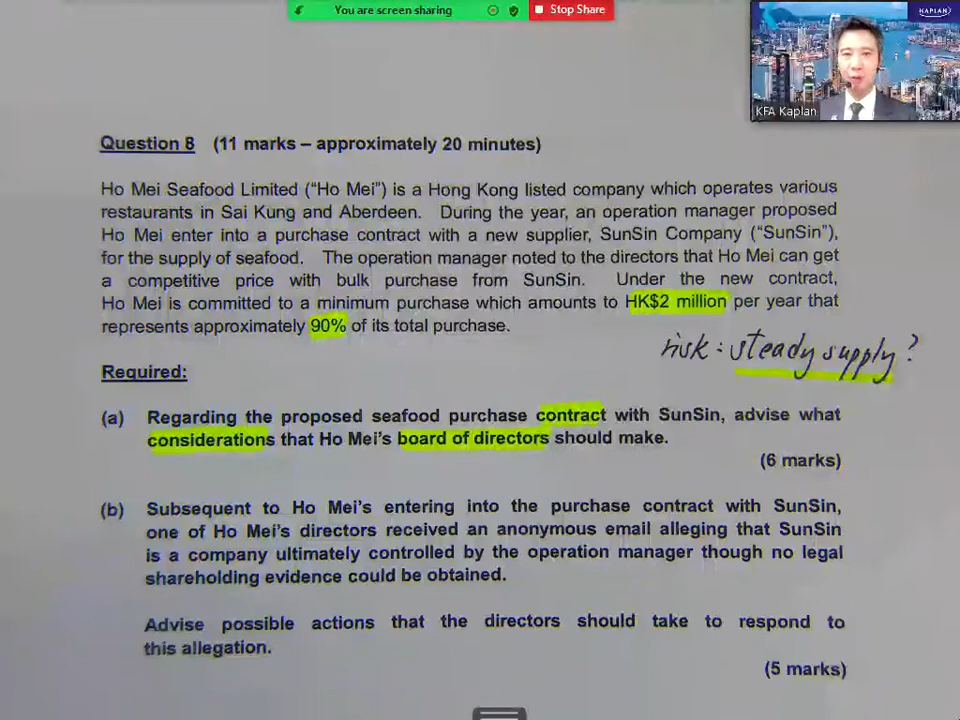 You are screen sharing
Stop Share
KAPLAN
KFA Kaplan
Question 8 (11 marks – approximately 20 minutes)
Ho Mei Seafood Limited ("Ho Mei") is a Hong Kong listed company which operates various
restaurants in Sai Kung and Aberdeen. During the year, an operation manager proposed
Ho Mei enter into a purchase contract with a new supplier, SunSin Company ("SunSin"),
for the supply of seafood. The operation manager noted to the directors that Ho Mei can get
a competitive price with bulk purchase from SunSin. Under the new contract,
Ho Mei is committed to a minimum purchase which amounts to HK$2 million per year that
represents approximately 90% of its total purchase.
risk : steady supply ?
Required:
(a) Regarding the proposed seafood purchase contract with SunSin, advise what
considerations that Ho Mei's board of directors should make.
(6 marks)
(b) Subsequent to Ho Mei's entering into the purchase contract with SunSin,
one of Ho Mei's directors received an anonymous email alleging that SunSin
is a company ultimately controlled by the operation manager though no legal
shareholding evidence could be obtained.
Advise possible actions that the directors should take to respond to
this allegation.
(5 marks)